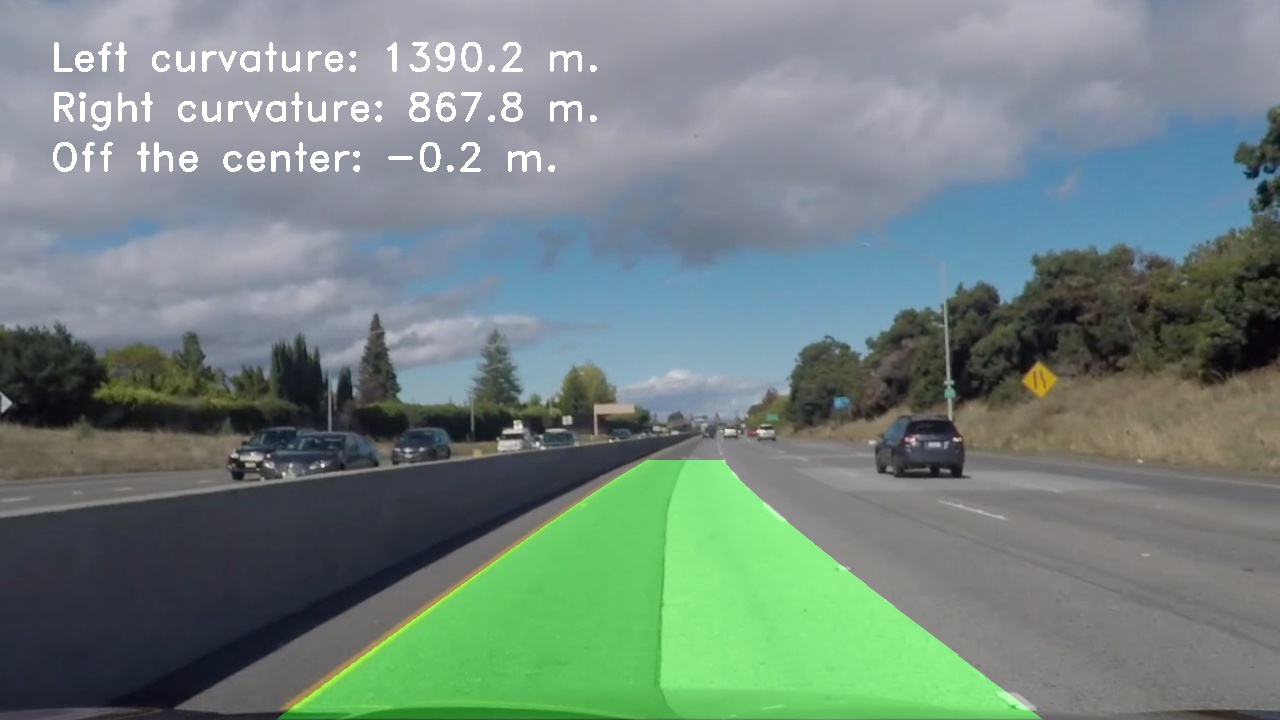 Left curvature: 1390.2 m.
Right curvature: 867.8 m.
Off the center: −0.2 m.